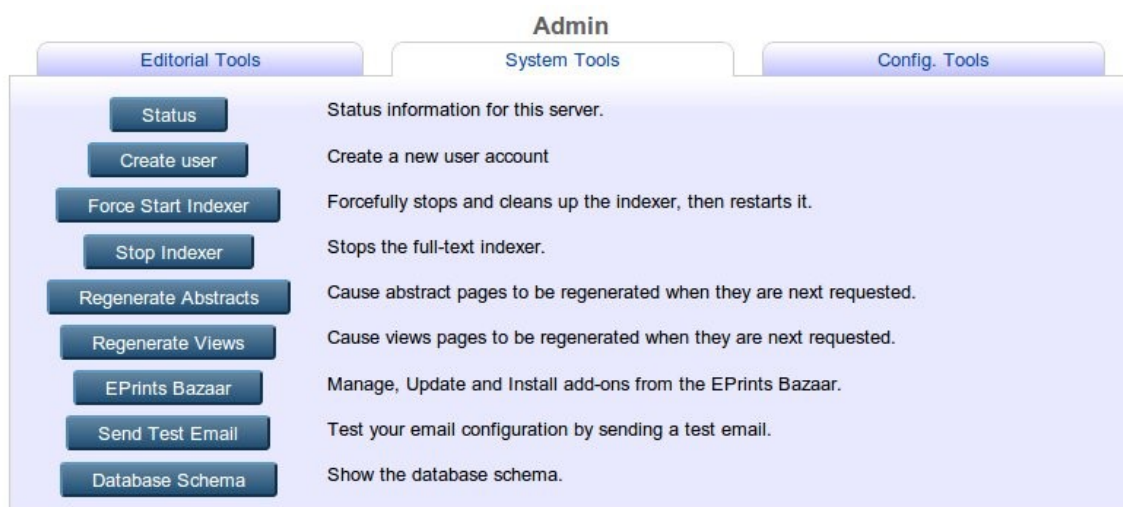 Admin
Editorial Tools System Tools Config. Tools
Status Status information for this server.
Create user Create a new user account
Force Start Indexer Forcefully stops and cleans up the indexer, then restarts it.
Stop Indexer Stops the full-text indexer.
Regenerate Abstracts Cause abstract pages to be regenerated when they are next requested.
Regenerate Views Cause views pages to be regenerated when they are next requested.
EPrints Bazaar Manage, Update and Install add-ons from the EPrints Bazaar.
Send Test Email Test your email configuration by sending a test email.
Database Schema Show the database schema.